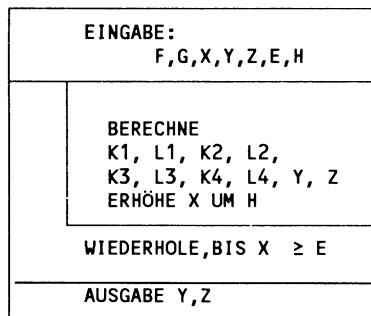 EINGABE:
F,G,X,Y,Z,E,H
BERECHNE
K1, L1, K2, L2,
K3, L3, K4, L4, Y, Z
ERHÖHE X UM H
WIEDERHOLE,BIS X ≥ E
AUSGABE Y,Z